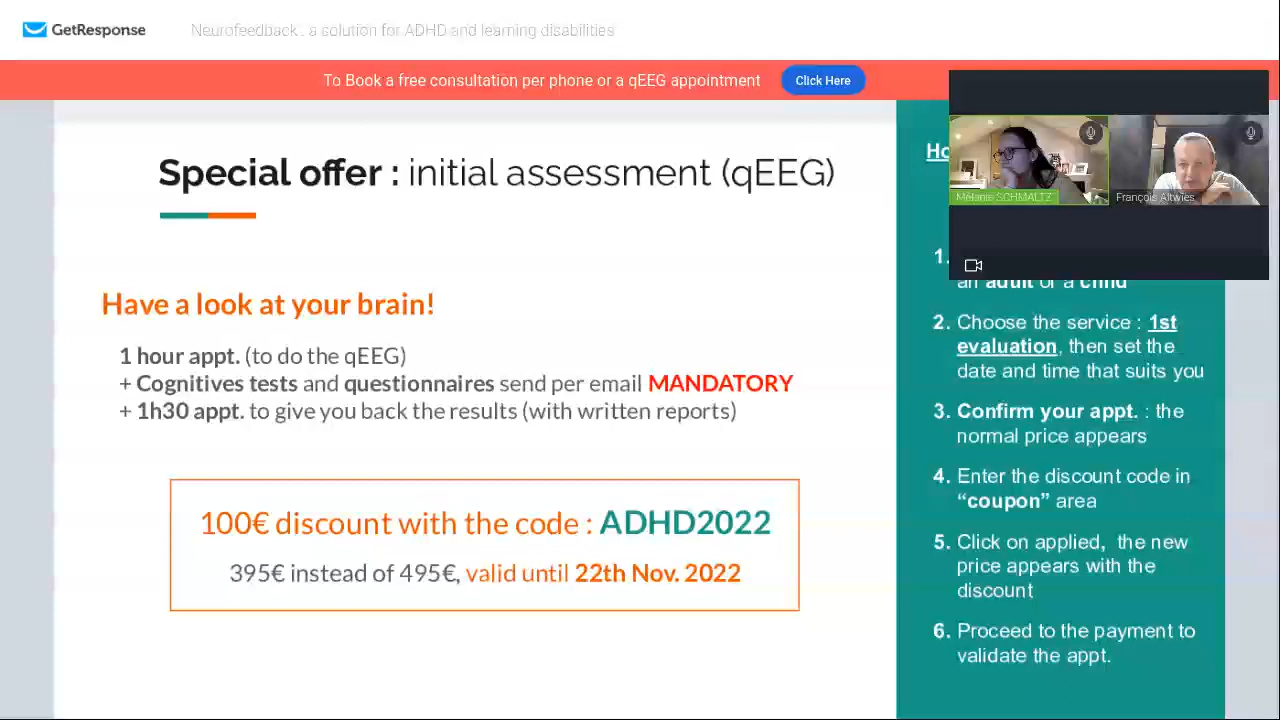 GetResponse
Neurofeedback : a solution for ADHD and learning disabilities
To Book a free consultation per phone or a qEEG appointment
Click Here
Special offer : initial assessment (qEEG)
Have a look at your brain!
1 hour appt. (to do the qEEG)
+ Cognitives tests and questionnaires send per email MANDATORY
+ 1h30 appt. to give you back the results (with written reports)
100€ discount with the code : ADHD2022
395€ instead of 495€, valid until 22th Nov. 2022
Mélanie SCHMALTZ
François Altwies
1.
an adult or a child
2. Choose the service : 1st
evaluation, then set the
date and time that suits you
3. Confirm your appt. : the
normal price appears
4. Enter the discount code in
“coupon” area
5. Click on applied, the new
price appears with the
discount
6. Proceed to the payment to
validate the appt.